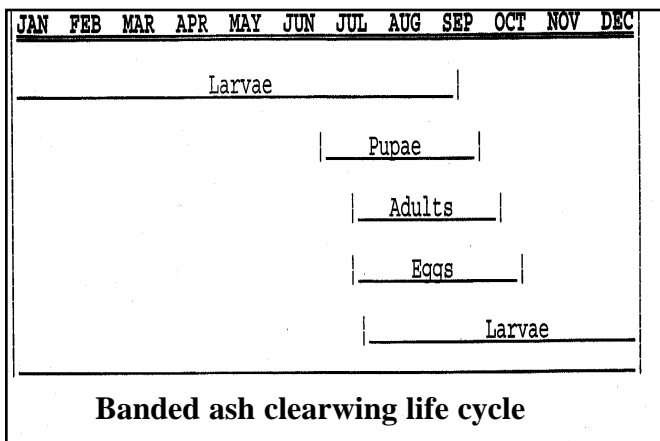 JAN FEB MAR APR MAY JUN JUL AUG SEP OCT NOV DEC
Larvae
Pupae
Adults
Eggs
Larvae
Banded ash clearwing life cycle